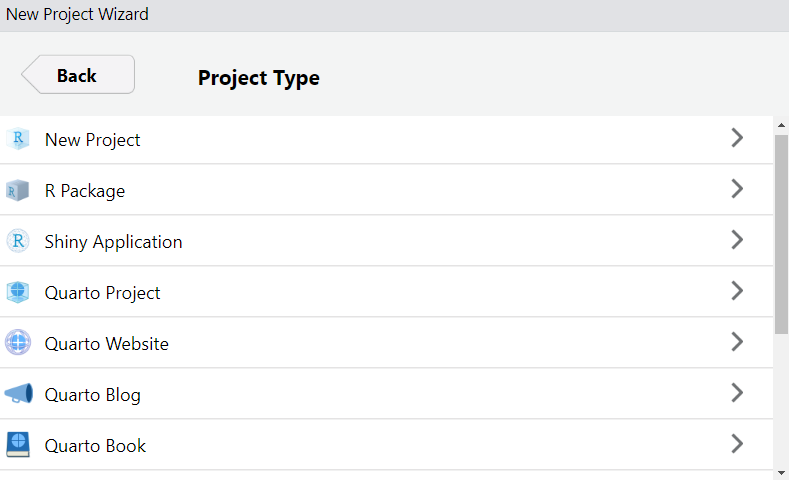 New Project Wizard
Back
Project Type
R New Project
R R Package
R Shiny Application
Quarto Project
Quarto Website
Quarto Blog
Quarto Book